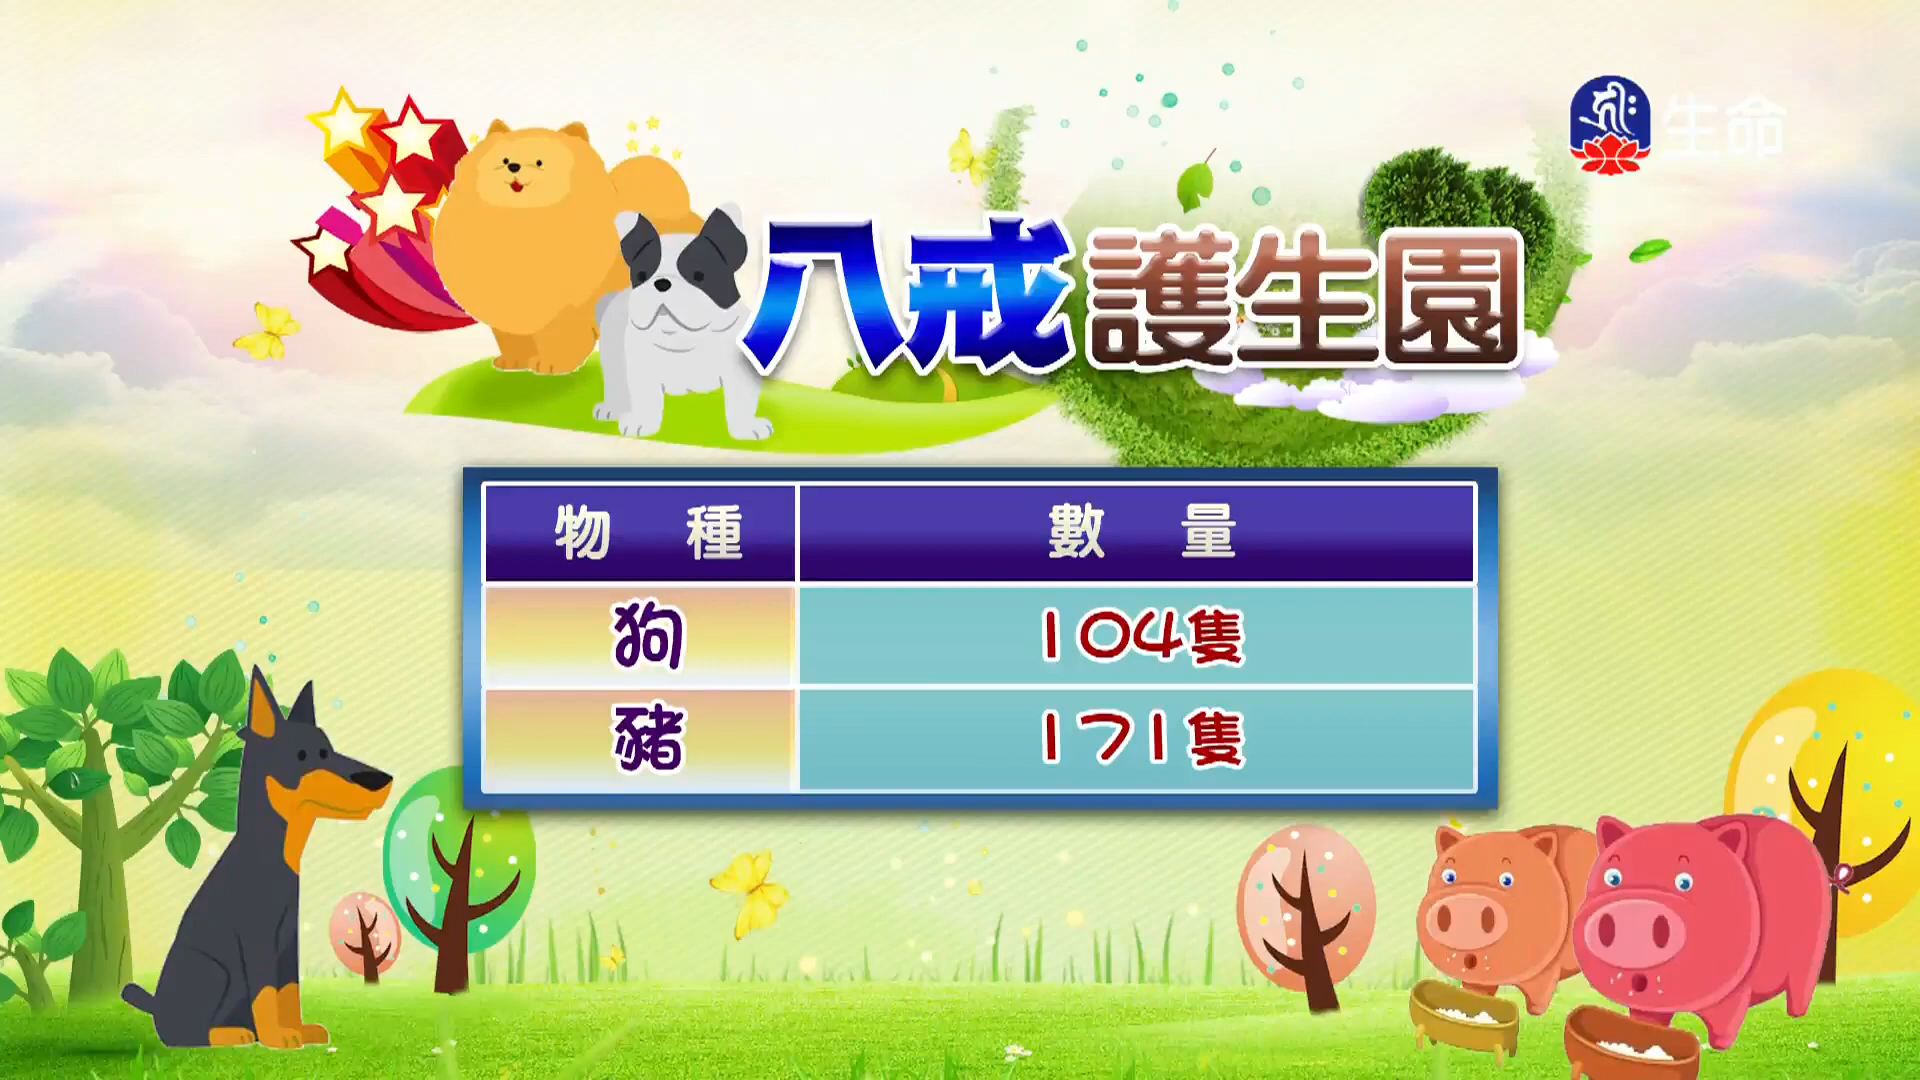 生命
八戒護生園
物種 數量
狗 104隻
豬 171隻